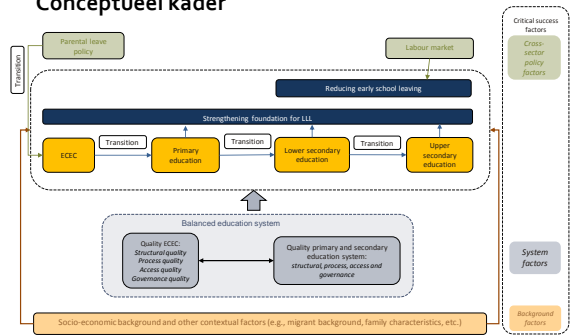 Conceptueel kader
Parental leave
policy
Transition
Labour market
Reducing early school leaving
Strengthening foundation for LLL
ECEC
Transition
Primary
education
Transition
Lower secondary
education
Transition
Upper
secondary
education
Balanced education system
Quality ECEC:
Structural quality
Process quality
Access quality
Governance quality
Quality primary and secondary
education system:
structural, process, access and
governance
Socio-economic background and other contextual factors (e.g., migrant background, family characteristics, etc.)
Critical success
factors
Cross-
sector
policy
factors
System
factors
Background
factors